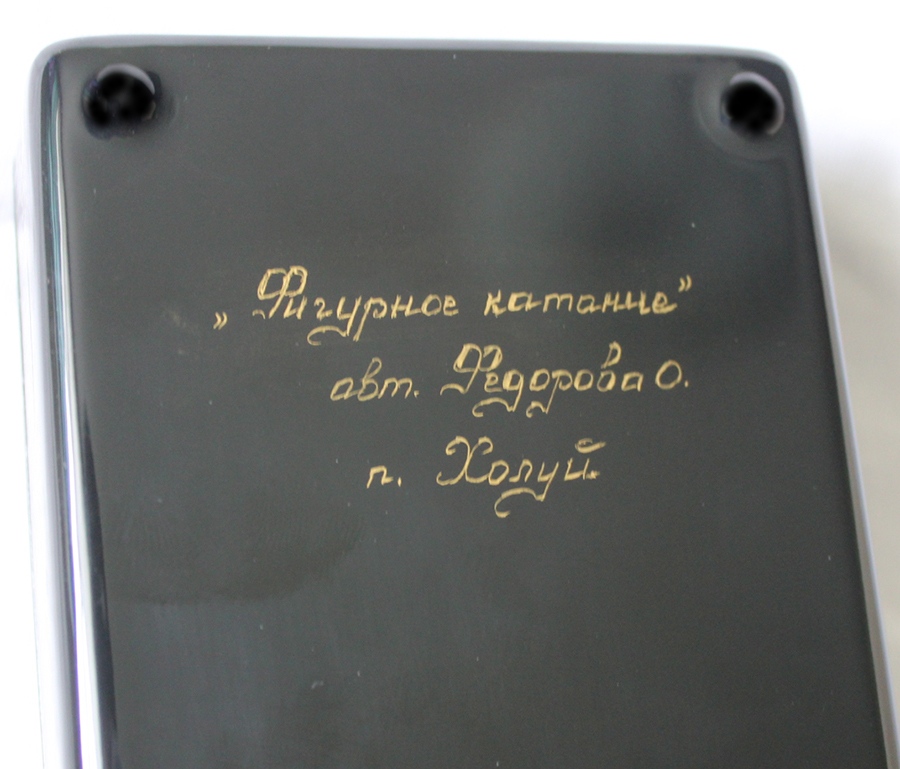 „Фигурное катание”
авт. Федорова О.
п. Холуй